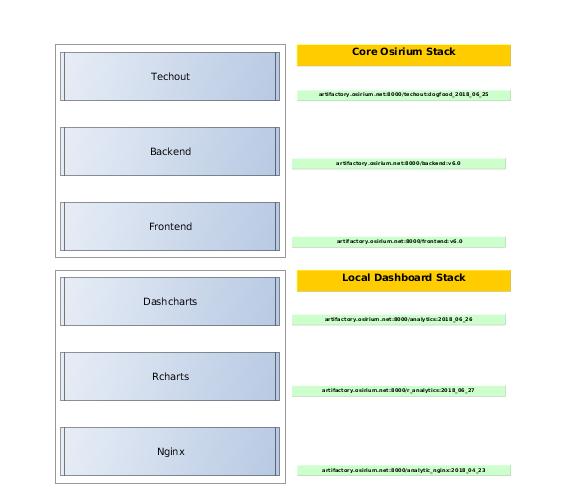 Core Osirium Stack
Techout
artifactory.osirium.net:8000/techout:dogfood_2018_06_25
Backend
artifactory.osirium.net:8000/backend:v6.0
Frontend
artifactory.osirium.net:8000/frontend:v6.0
Local Dashboard Stack
Dashcharts
artifactory.osirium.net:8000/analytics:2018_06_26
Rcharts
artifactory.osirium.net:8000/r_analytics:2018_06_27
Nginx
artifactory.osirium.net:8000/analytic_nginx:2018_04_23